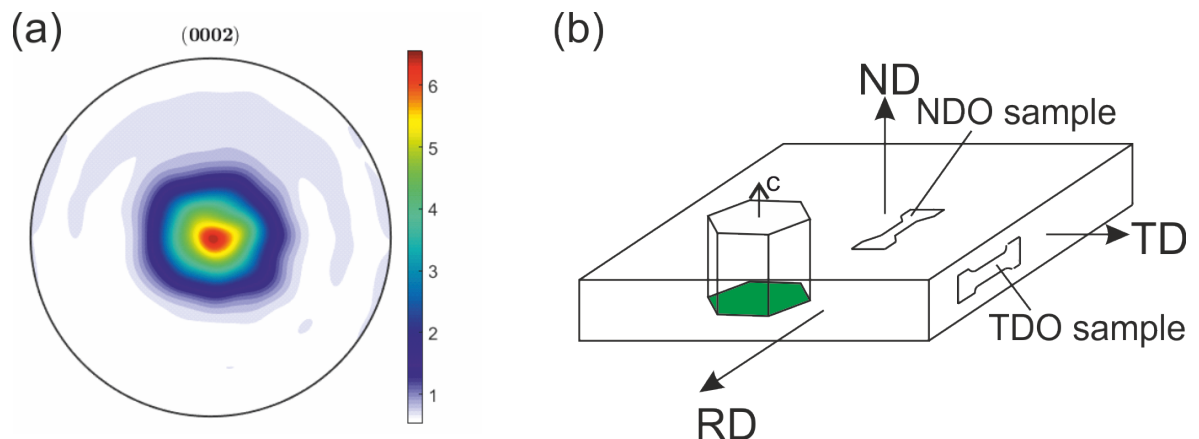 (a)
(0002)
6
5
4
3
2
1
(b)
ND
NDO sample
c
TD
TDO sample
RD